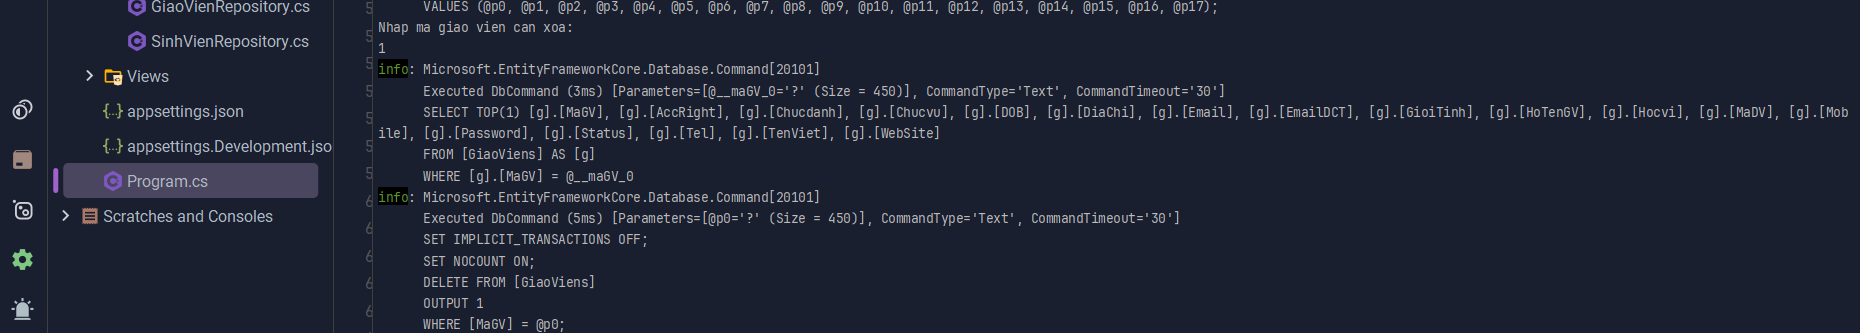 GiaoVienRepository.cs
SinhVienRepository.cs
Views
{..} appsettings.json
{..} appsettings.Development.jso
Program.cs
Scratches and Consoles
VALUES (@p0, @p1, @p2, @p3, @p4, @p5, @p6, @p7, @p8, @p9, @p10, @p11, @p12, @p13, @p14, @p15, @p16, @p17);
Nhap ma giao vien can xoa:
1
info: Microsoft.EntityFrameworkCore.Database.Command[20101]
Executed DbCommand (3ms) [Parameters=[@__maGV_0='?' (Size = 450)], CommandType='Text', CommandTimeout='30']
SELECT TOP(1) [g].[MaGV], [g].[AccRight], [g].[Chucdanh], [g].[Chucvu], [g].[DOB], [g].[DiaChi], [g].[Email], [g].[EmailDCT], [g].[GioiTinh], [g].[HoTenGV], [g].[Hocvi], [g].[MaDV], [g].[Mob
ile], [g].[Password], [g].[Status], [g].[Tel], [g].[TenViet], [g].[WebSite]
FROM [GiaoViens] AS [g]
WHERE [g].[MaGV] = @__maGV_0
info: Microsoft.EntityFrameworkCore.Database.Command[20101]
Executed DbCommand (5ms) [Parameters=[@p0='?' (Size = 450)], CommandType='Text', CommandTimeout='30']
SET IMPLICIT_TRANSACTIONS OFF;
SET NOCOUNT ON;
DELETE FROM [GiaoViens]
OUTPUT 1
WHERE [MaGV] = @p0;